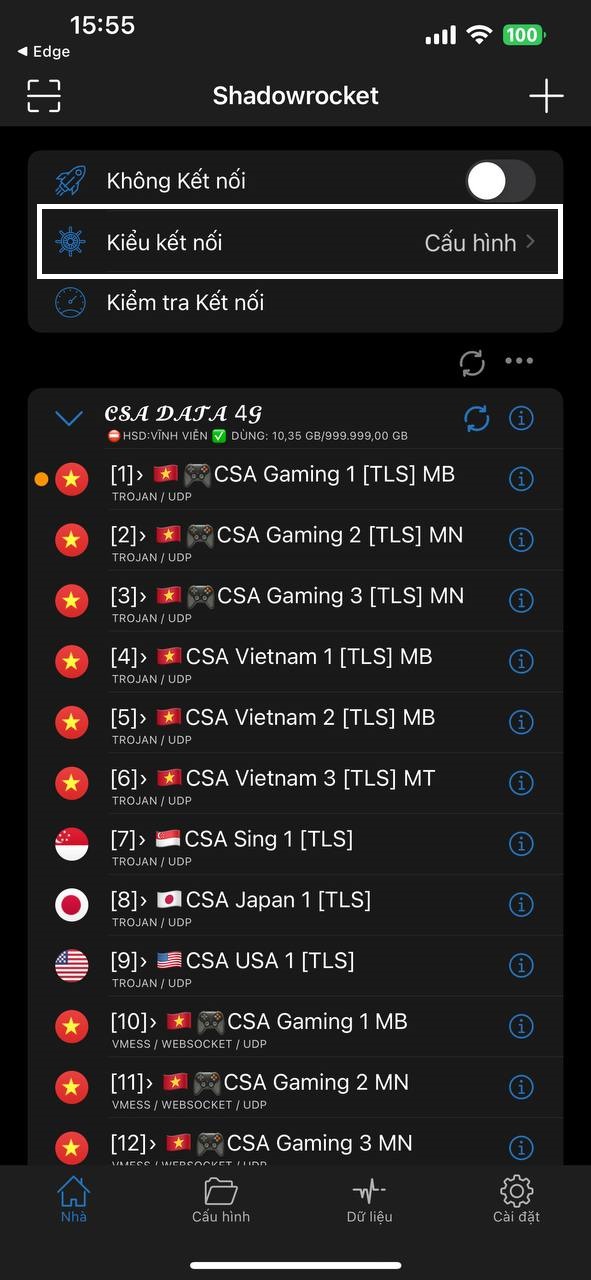 15:55
100
◀ Edge
Shadowrocket
Không Kết nối
Kiểu kết nối
Cấu hình
Kiểm tra Kết nối
𝓒𝓢𝓐 𝓓𝓐𝓣𝓐 4𝓖
⛔HSD:VĨNH VIỄN ✅ DÙNG: 10,35 GB/999.999,00 GB
[1]› 🇻🇳🎮CSA Gaming 1 [TLS] MB
TROJAN / UDP
[2]› 🇻🇳🎮CSA Gaming 2 [TLS] MN
TROJAN / UDP
[3]› 🇻🇳🎮CSA Gaming 3 [TLS] MN
TROJAN / UDP
[4]› 🇻🇳CSA Vietnam 1 [TLS] MB
TROJAN / UDP
[5]› 🇻🇳CSA Vietnam 2 [TLS] MB
TROJAN / UDP
[6]› 🇻🇳CSA Vietnam 3 [TLS] MT
TROJAN / UDP
[7]› 🇸🇬CSA Sing 1 [TLS]
TROJAN / UDP
[8]› 🇯🇵CSA Japan 1 [TLS]
TROJAN / UDP
[9]› 🇺🇸CSA USA 1 [TLS]
TROJAN / UDP
[10]› 🇻🇳🎮CSA Gaming 1 MB
VMESS / WEBSOCKET / UDP
[11]› 🇻🇳🎮CSA Gaming 2 MN
VMESS / WEBSOCKET / UDP
[12]› 🇻🇳🎮CSA Gaming 3 MN
VMESS / WEBSOCKET / UDP
Nhà
Cấu hình
Dữ liệu
Cài đặt